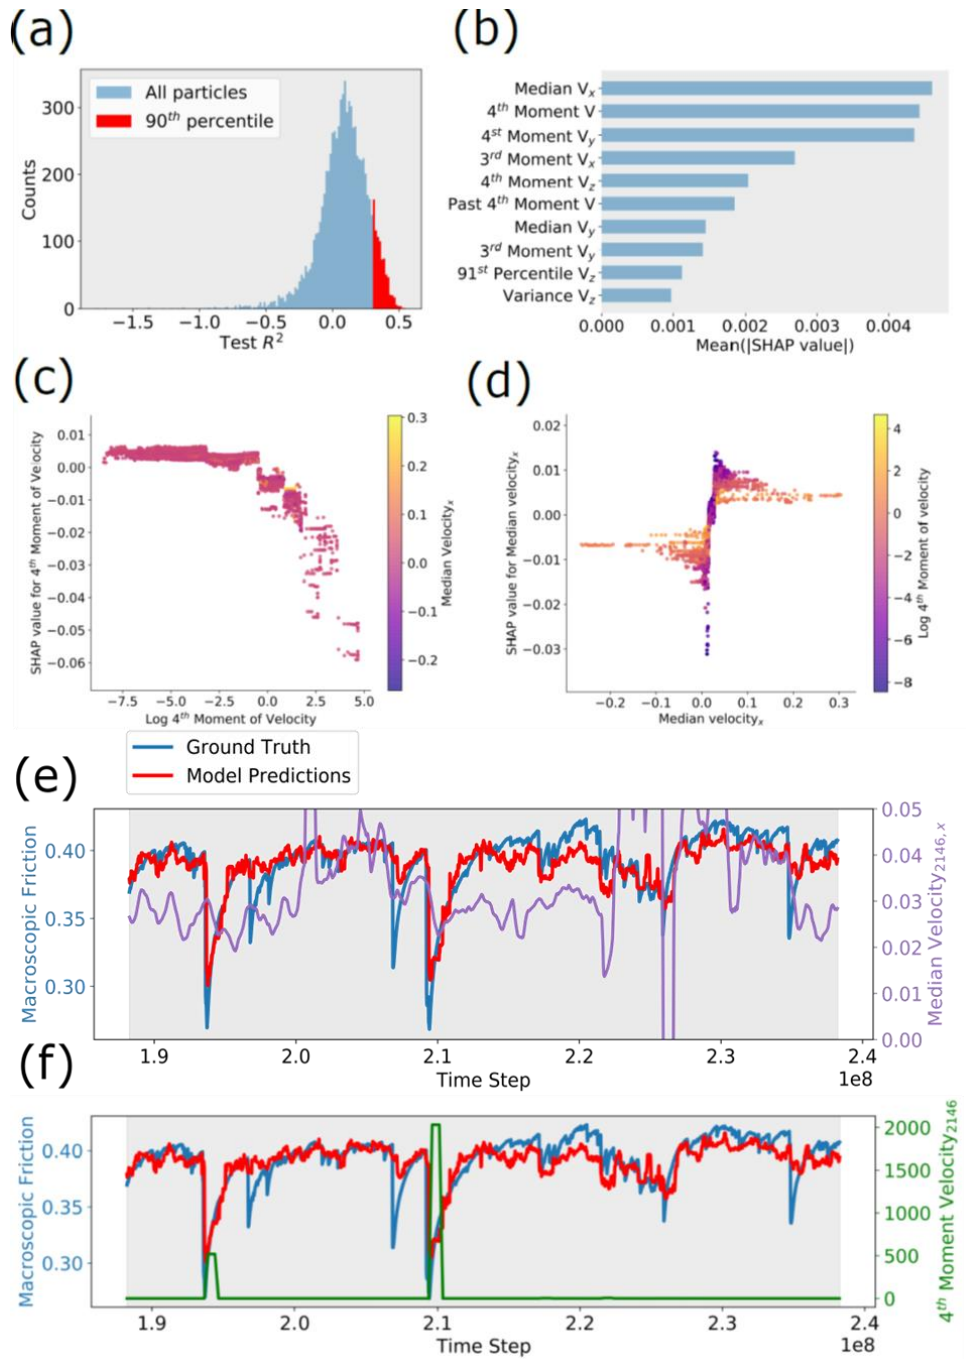 (a)
All particles
90th percentile
Counts
300
200
100
0
−1.5 −1.0 −0.5 0.0 0.5
Test R²
(b)
Median Vx
4th Moment V
4st Moment Vy
3rd Moment Vx
4th Moment Vz
Past 4th Moment V
Median Vy
3rd Moment Vy
91st Percentile Vz
Variance Vz
0.000 0.001 0.002 0.003 0.004
Mean(|SHAP value|)
(c)
SHAP value for 4th Moment of Velocity
0.01
0.00
−0.01
−0.02
−0.03
−0.04
−0.05
−0.06
−7.5 −5.0 −2.5 0.0 2.5 5.0
Log 4th Moment of Velocity
0.3
0.2
0.1
0.0
−0.1
−0.2
Median Velocityx
(d)
SHAP value for Median velocityx
0.02
0.01
0.00
−0.01
−0.02
−0.03
−0.2 −0.1 0.0 0.1 0.2 0.3
Median velocityx
4
2
0
−2
−4
−6
−8
Log 4th Moment of velocity
Ground Truth
Model Predictions
(e)
Macroscopic Friction
0.40
0.35
0.30
1.9 2.0 2.1 2.2 2.3 2.4
1e8
Time Step
0.05
0.04
0.03
0.02
0.01
0.00
Median Velocity2146, x
(f)
Macroscopic Friction
0.40
0.35
0.30
1.9 2.0 2.1 2.2 2.3 2.4
1e8
Time Step
2000
1500
1000
500
0
4th Moment Velocity2146